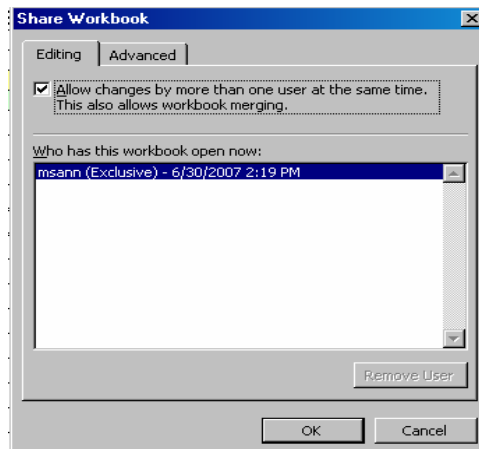 Share Workbook
Editing
Advanced
Allow changes by more than one user at the same time.
This also allows workbook merging.
Who has this workbook open now:
msann (Exclusive) - 6/30/2007 2:19 PM
Remove User
OK
Cancel